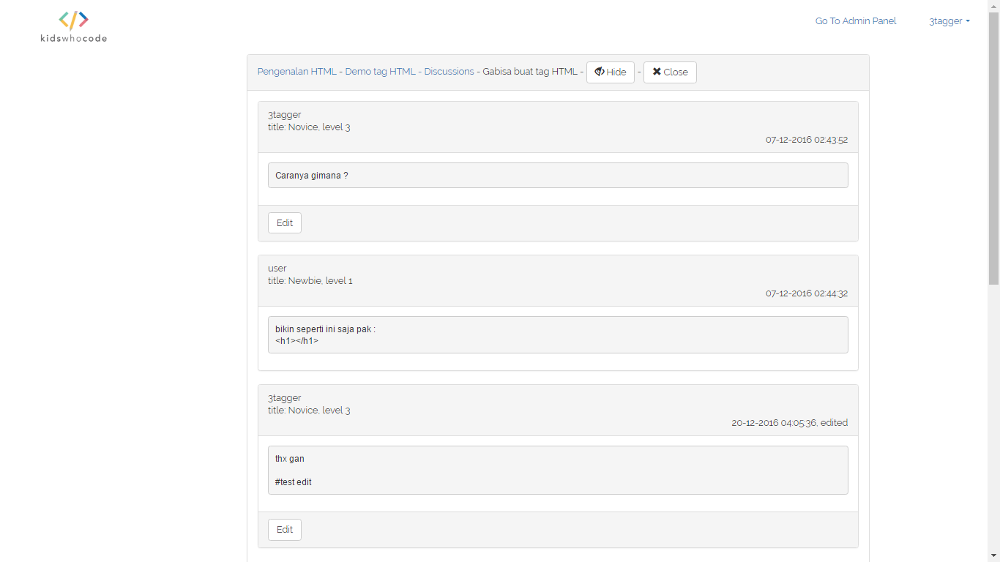 kidswhocode
Go To Admin Panel
3tagger
Pengenalan HTML - Demo tag HTML - Discussions - Gabisa buat tag HTML - Hide - Close
3tagger
title: Novice, level 3
07-12-2016 02:43:52
Caranya gimana ?
Edit
user
title: Newbie, level 1
07-12-2016 02:44:32
bikin seperti ini saja pak :
<h1></h1>
3tagger
title: Novice, level 3
20-12-2016 04:05:36, edited
thx gan
#test edit
Edit